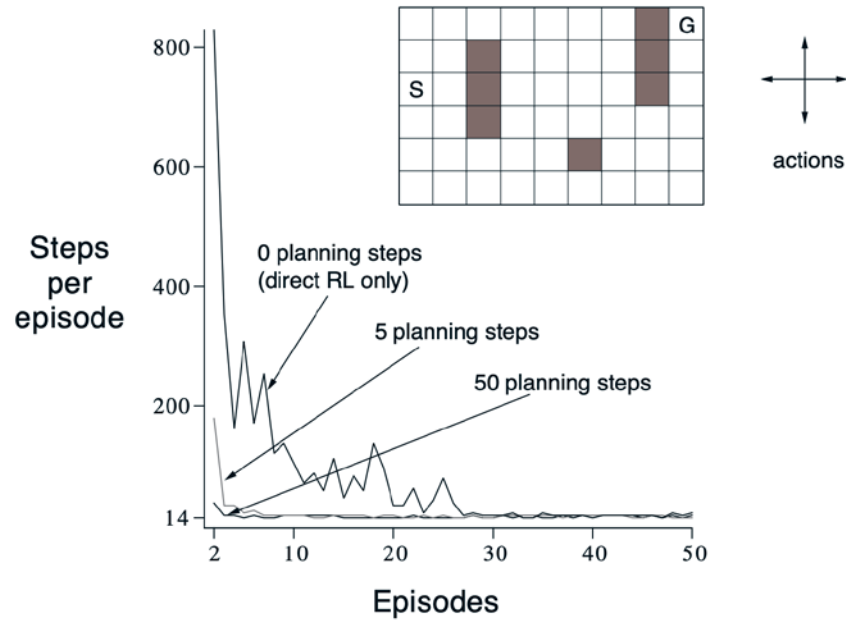 800
600
400
200
14
Steps
per
episode
G
S
actions
0 planning steps
(direct RL only)
5 planning steps
50 planning steps
2
10
20
30
40
50
Episodes